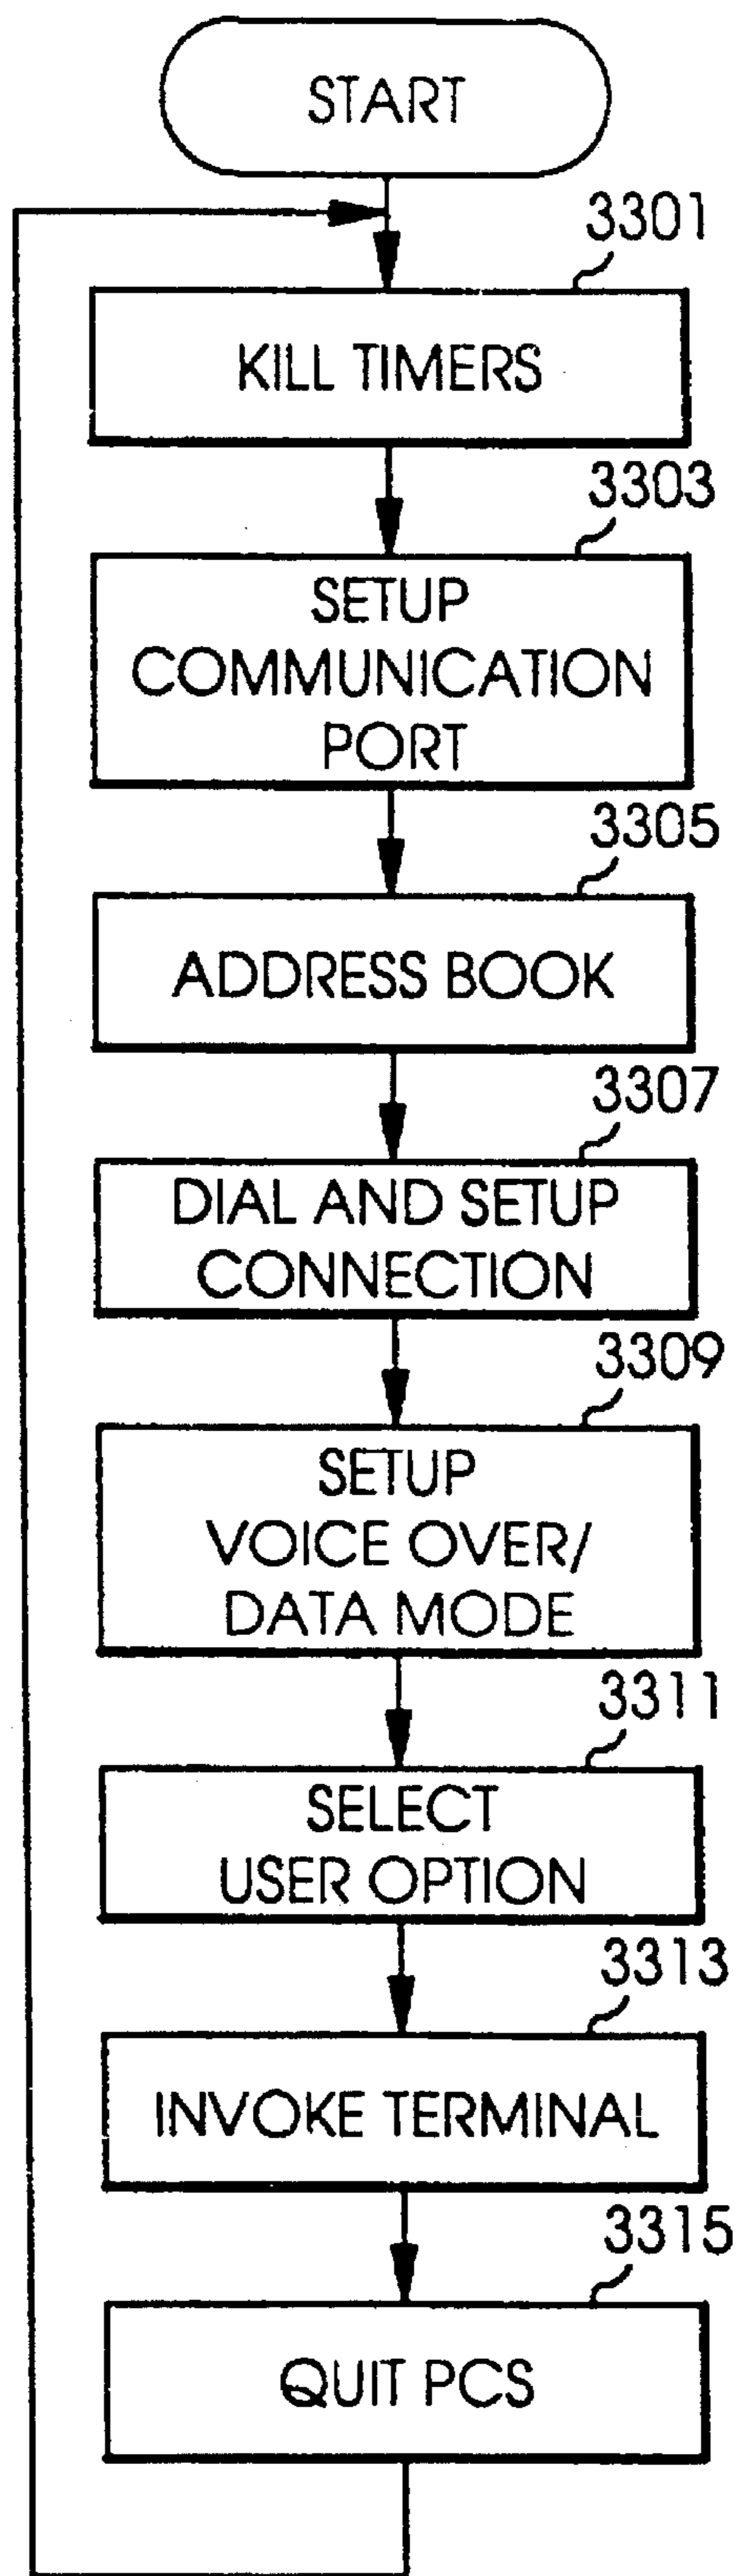 START
3301
KILL TIMERS
3303
SETUP
COMMUNICATION
PORT
3305
ADDRESS BOOK
3307
DIAL AND SETUP
CONNECTION
3309
SETUP
VOICE OVER/
DATA MODE
3311
SELECT
USER OPTION
3313
INVOKE TERMINAL
3315
QUIT PCS